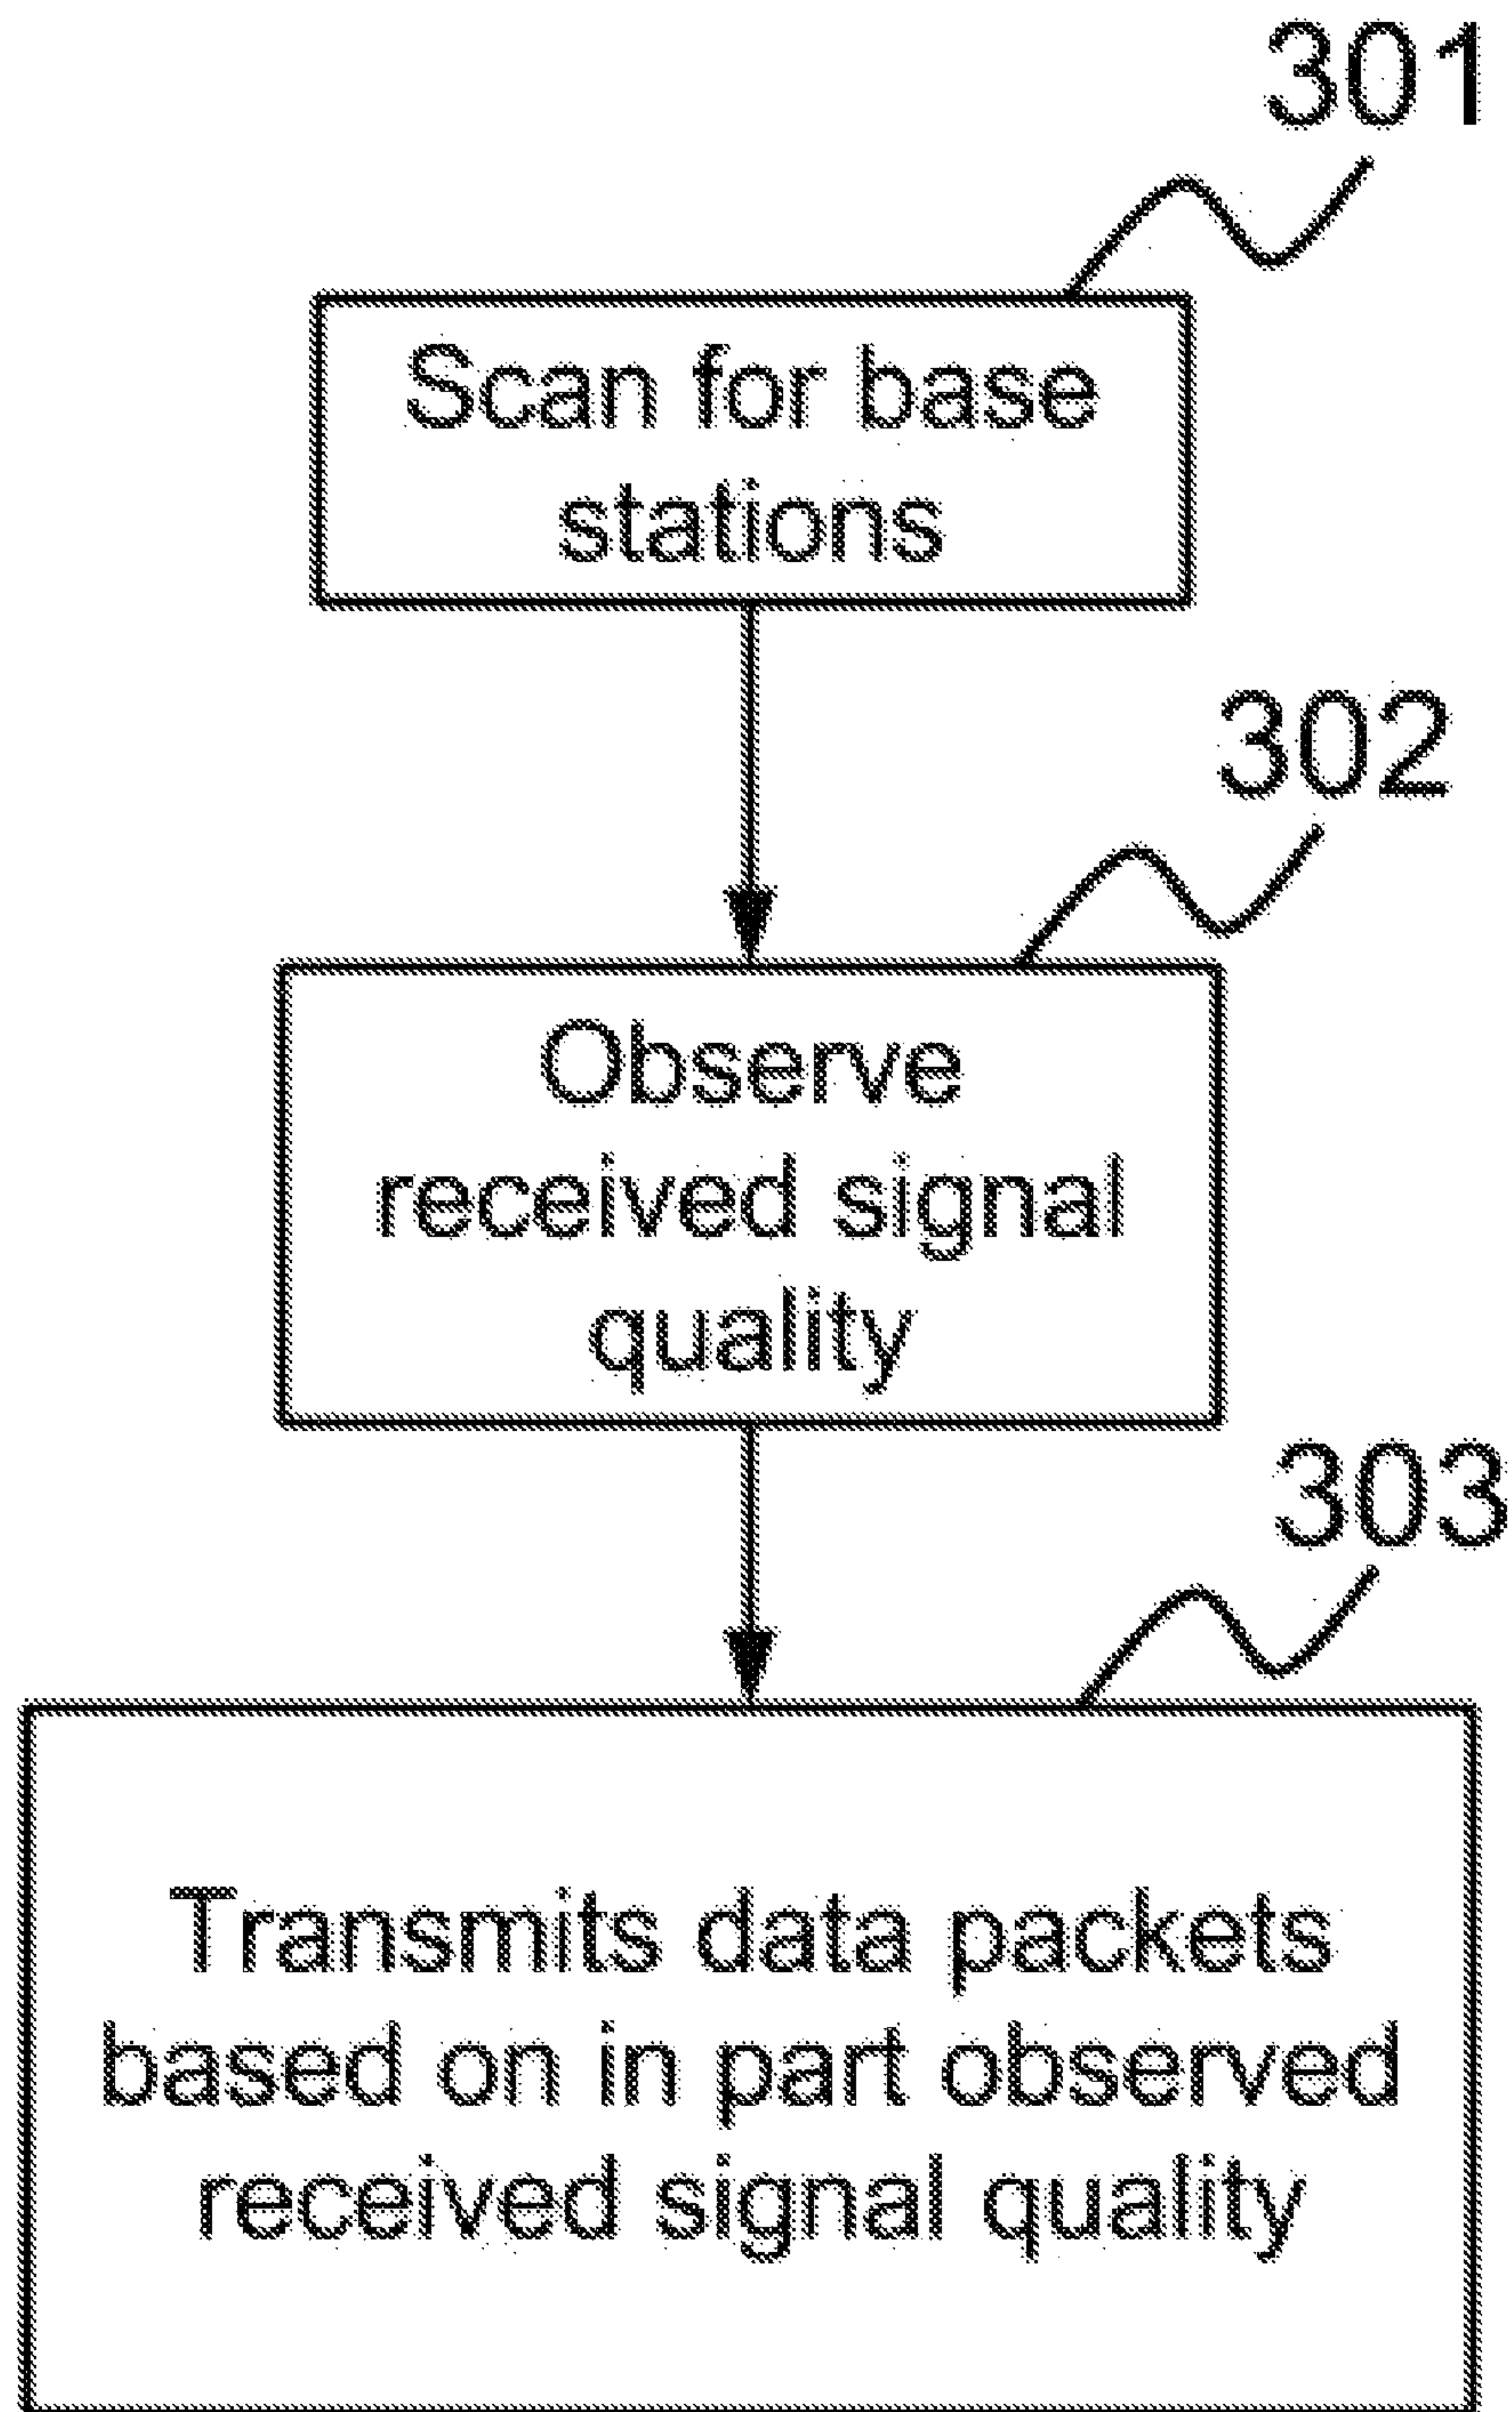 301
Scan for base
stations
302
Observe
received signal
quality
303
Transmits data packets
based on in part observed
received signal quality